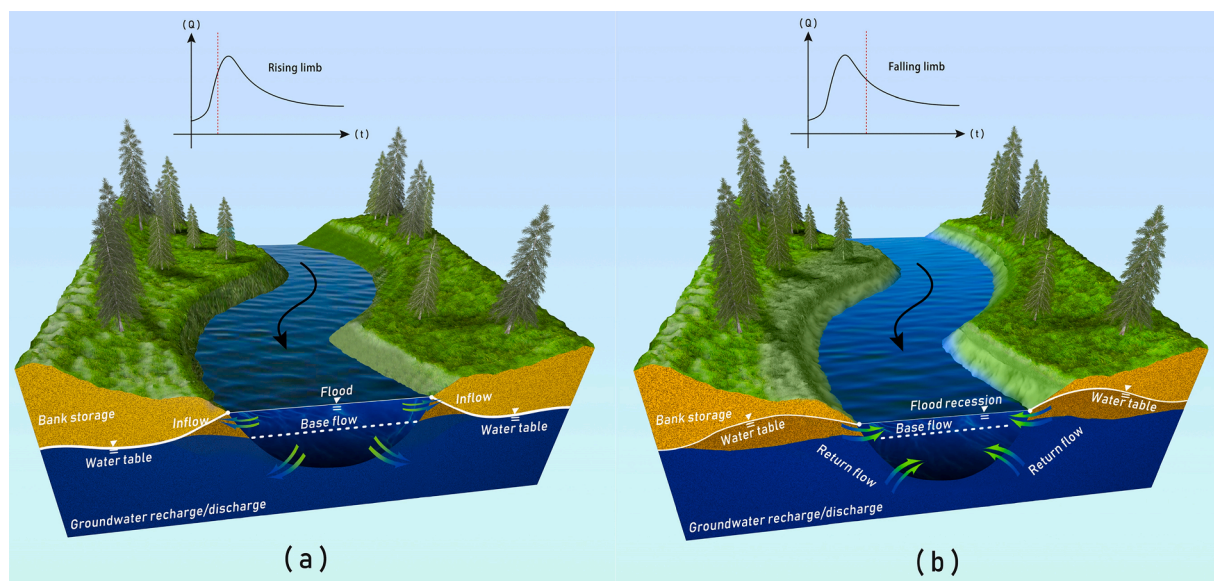 (Q)
Rising limb
(t)
Bank storage
Inflow
Flood
Inflow
Base flow
Water table
Water table
Groundwater recharge/discharge
(a)
(Q)
Falling limb
(t)
Bank storage
Water table
Flood recession
Base flow
Water table
Return flow
Return flow
Groundwater recharge/discharge
(b)